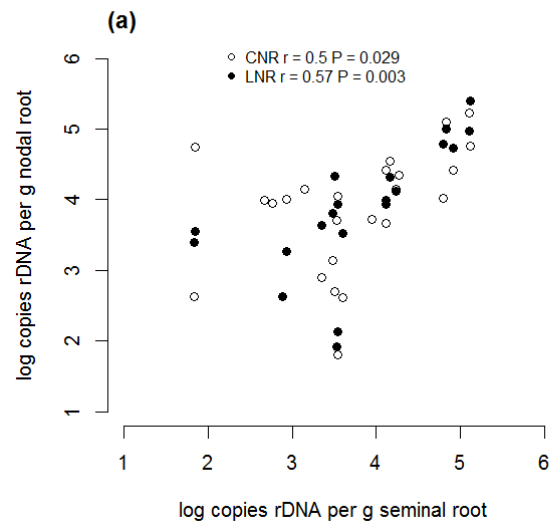 (a)
CNR r = 0.5 P = 0.029
LNR r = 0.57 P = 0.003
6
5
4
3
2
1
log copies rDNA per g nodal root
1 2 3 4 5 6
log copies rDNA per g seminal root